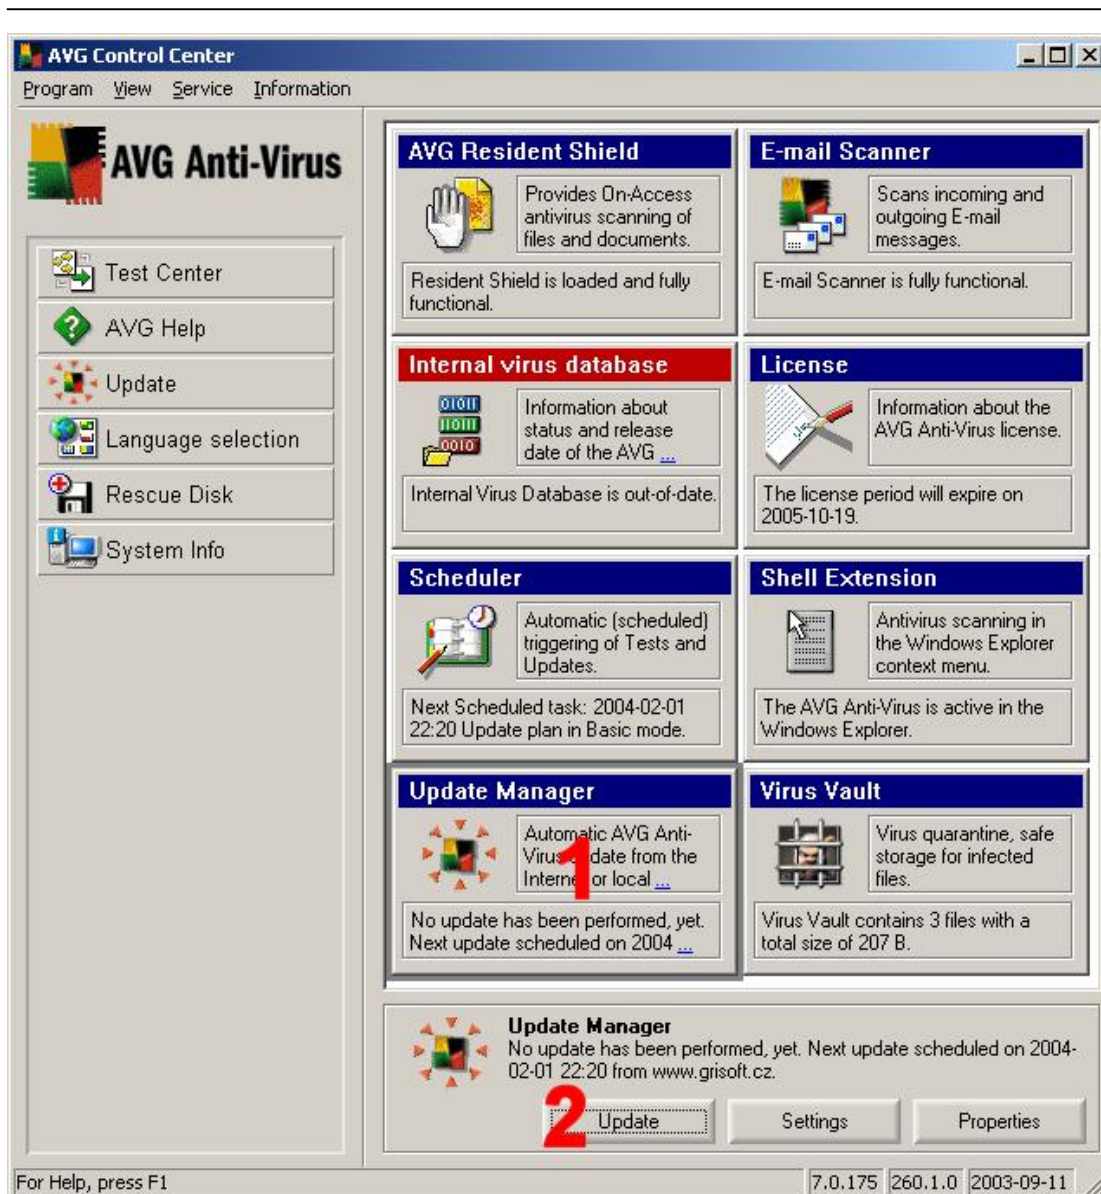 AVG Control Center
Program View Service Information
AVG Anti-Virus
Test Center
AVG Help
Update
Language selection
Rescue Disk
System Info
AVG Resident Shield
Provides On-Access
antivirus scanning of
files and documents.
Resident Shield is loaded and fully
functional.
E-mail Scanner
Scans incoming and
outgoing E-mail
messages.
E-mail Scanner is fully functional.
Internal virus database
01011
11011
0010
Information about
status and release
date of the AVG ...
Internal Virus Database is out-of-date.
License
Information about the
AVG Anti-Virus license.
The license period will expire on
2005-10-19.
Scheduler
Automatic (scheduled)
triggering of Tests and
Updates.
Next Scheduled task: 2004-02-01
22:20 Update plan in Basic mode.
Shell Extension
Antivirus scanning in
the Windows Explorer
context menu.
The AVG Anti-Virus is active in the
Windows Explorer.
Update Manager
Automatic AVG Anti-
Virus update from the
Internet or local ...
1
No update has been performed, yet.
Next update scheduled on 2004 ...
Virus Vault
Virus quarantine, safe
storage for infected
files.
Virus Vault contains 3 files with a
total size of 207 B.
Update Manager
No update has been performed, yet. Next update scheduled on 2004-
02-01 22:20 from www.grisoft.cz.
2
Update Settings Properties
For Help, press F1 7.0.175 260.1.0 2003-09-11